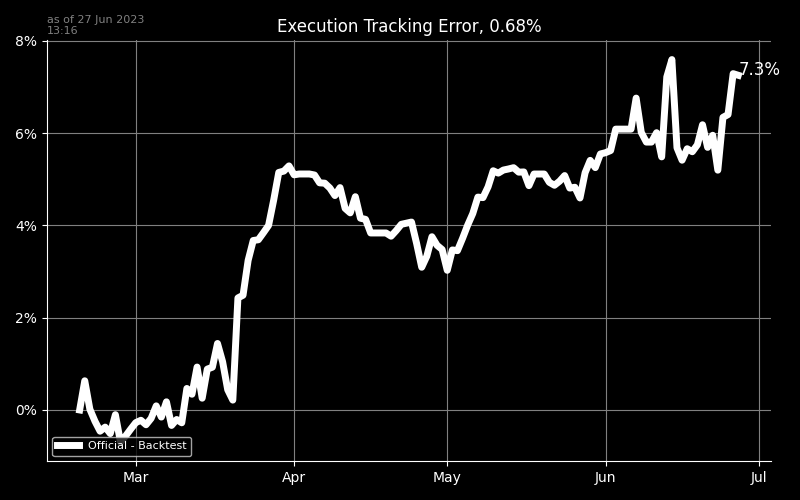 as of 27 Jun 2023
13:16
Execution Tracking Error, 0.68%
8%
7.3%
6%
4%
2%
0%
Official - Backtest
Mar
Apr
May
Jun
Jul